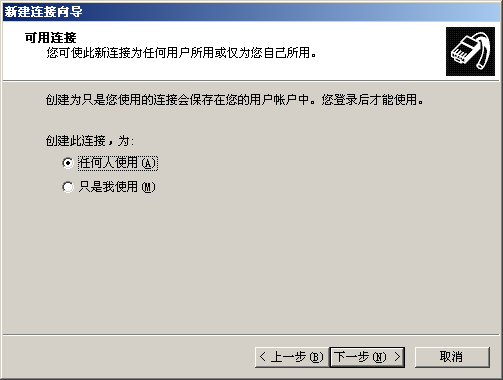 新建连接向导
可用连接
您可使此新连接为任何用户所用或仅为您自己所用。
创建为只是您使用的连接会保存在您的用户帐户中。您登录后才能使用。
创建此连接，为:
任何人使用(A)
只是我使用(M)
< 上一步(B) 下一步(N) > 取消